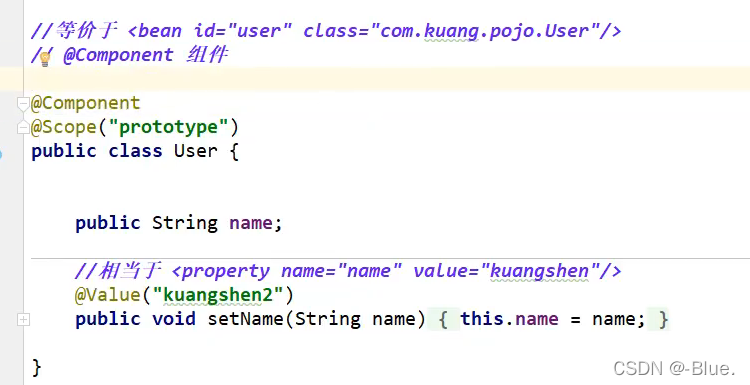 //等价于 <bean id="user" class="com.kuang.pojo.User"/>
// @Component 组件
@Component
@Scope("prototype")
public class User {
public String name;
//相当于 <property name="name" value="kuangshen"/>
@Value("kuangshen2")
public void setName(String name) { this.name = name; }
}
CSDN @-Blue.